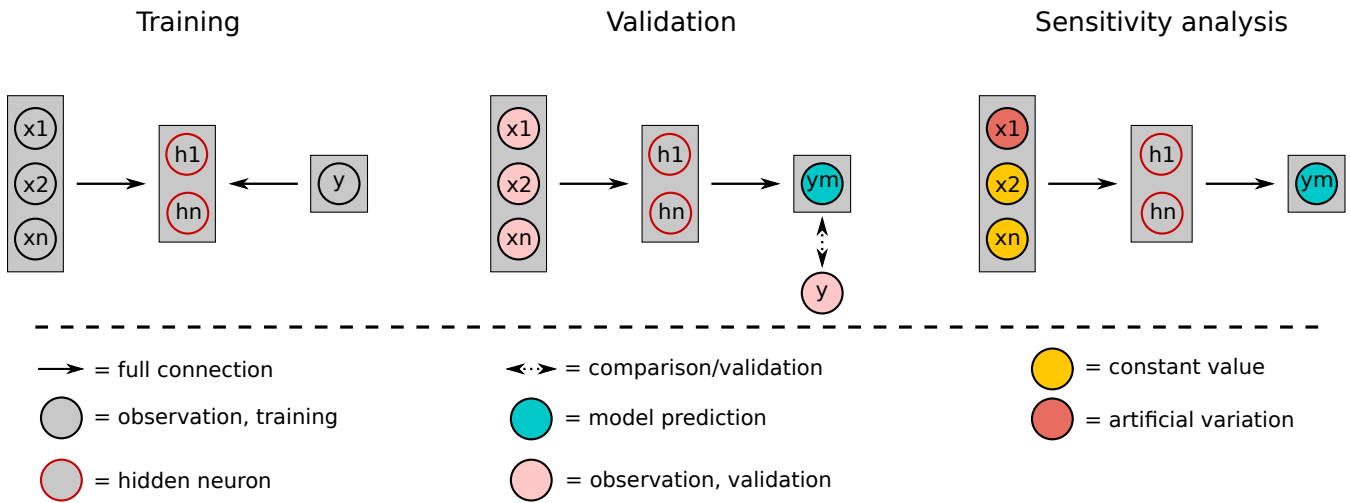 Training
Validation
Sensitivity analysis
x1
x2
xn
h1
hn
y
x1
x2
xn
h1
hn
ym
y
x1
x2
xn
h1
hn
ym
= full connection
= observation, training
= hidden neuron
= comparison/validation
= model prediction
= observation, validation
= constant value
= artificial variation